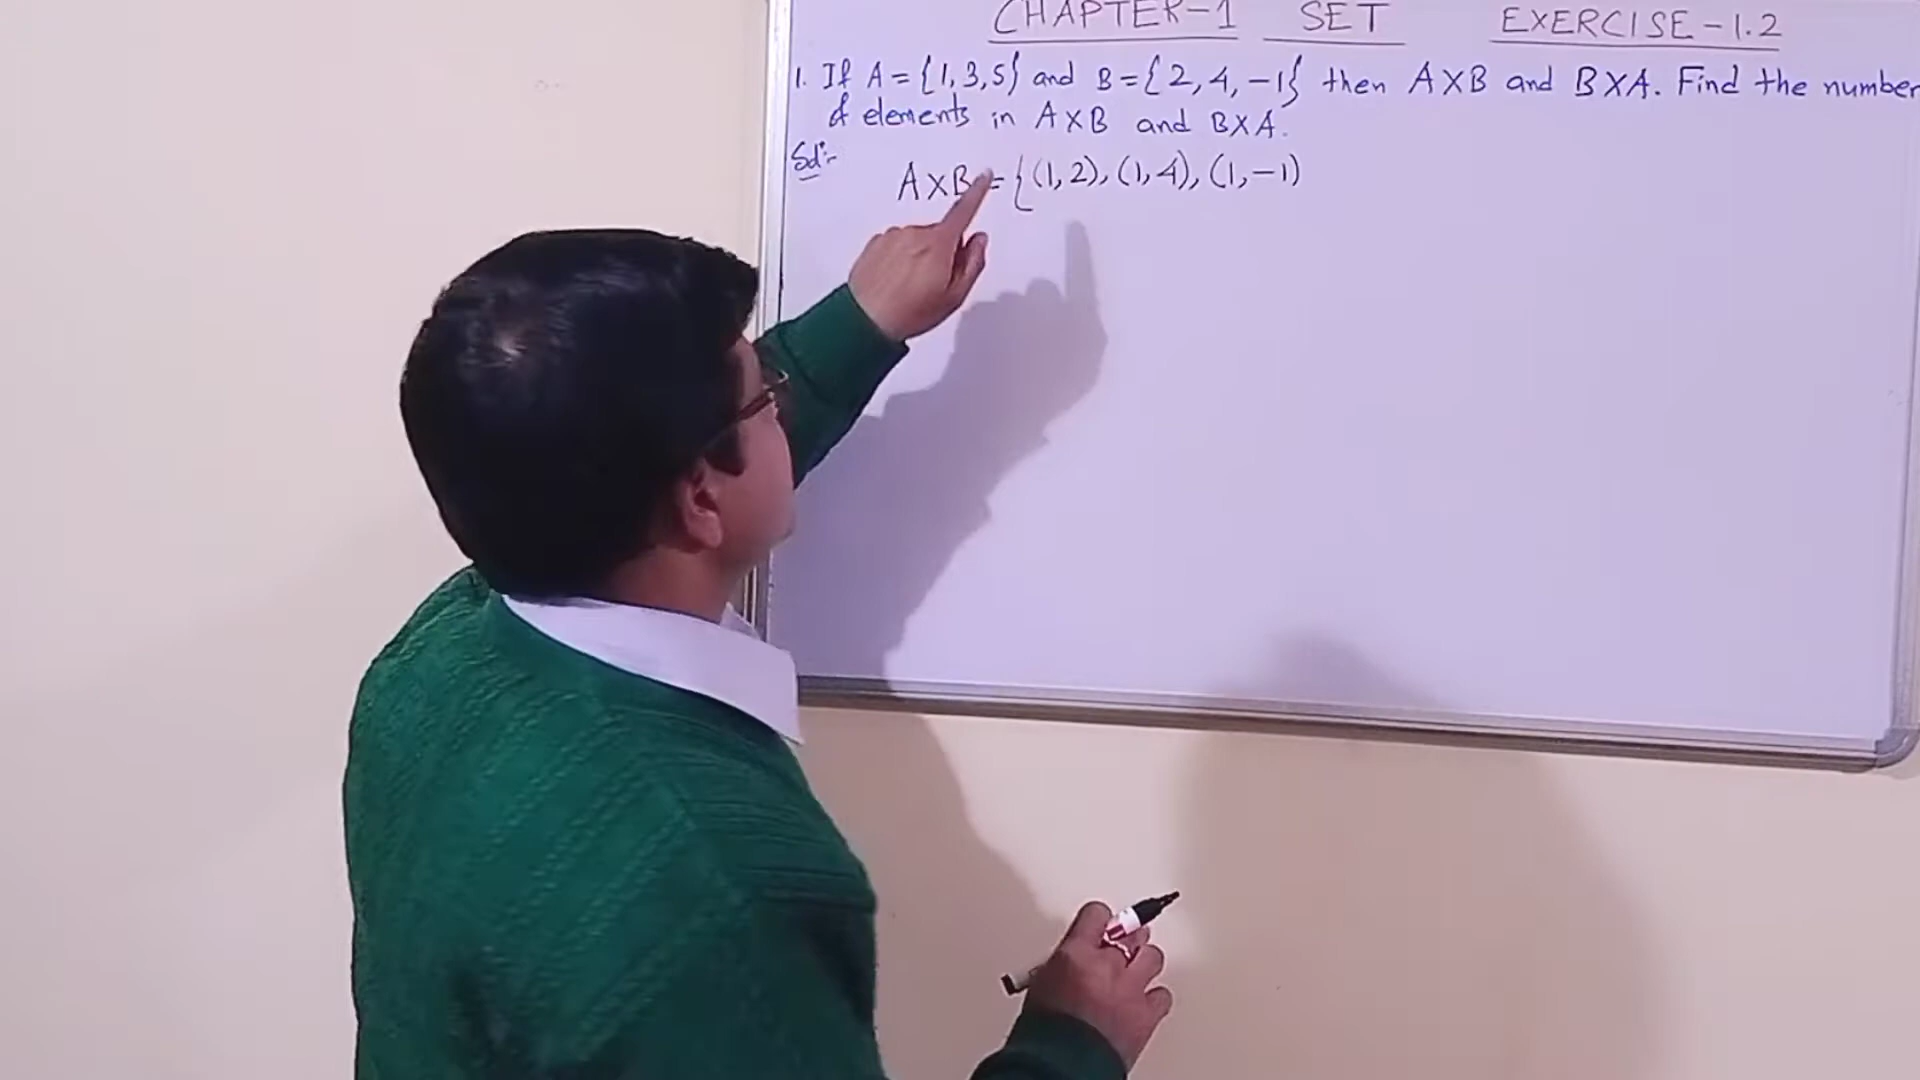 CHAPTER-1 SET EXERCISE-1.2
1. If A = {1,3,5} and B = {2, 4, -1} then A×B and B×A. Find the number
of elements in A×B and B×A.
Sol:-
A×B = {(1,2), (1,4), (1,-1)